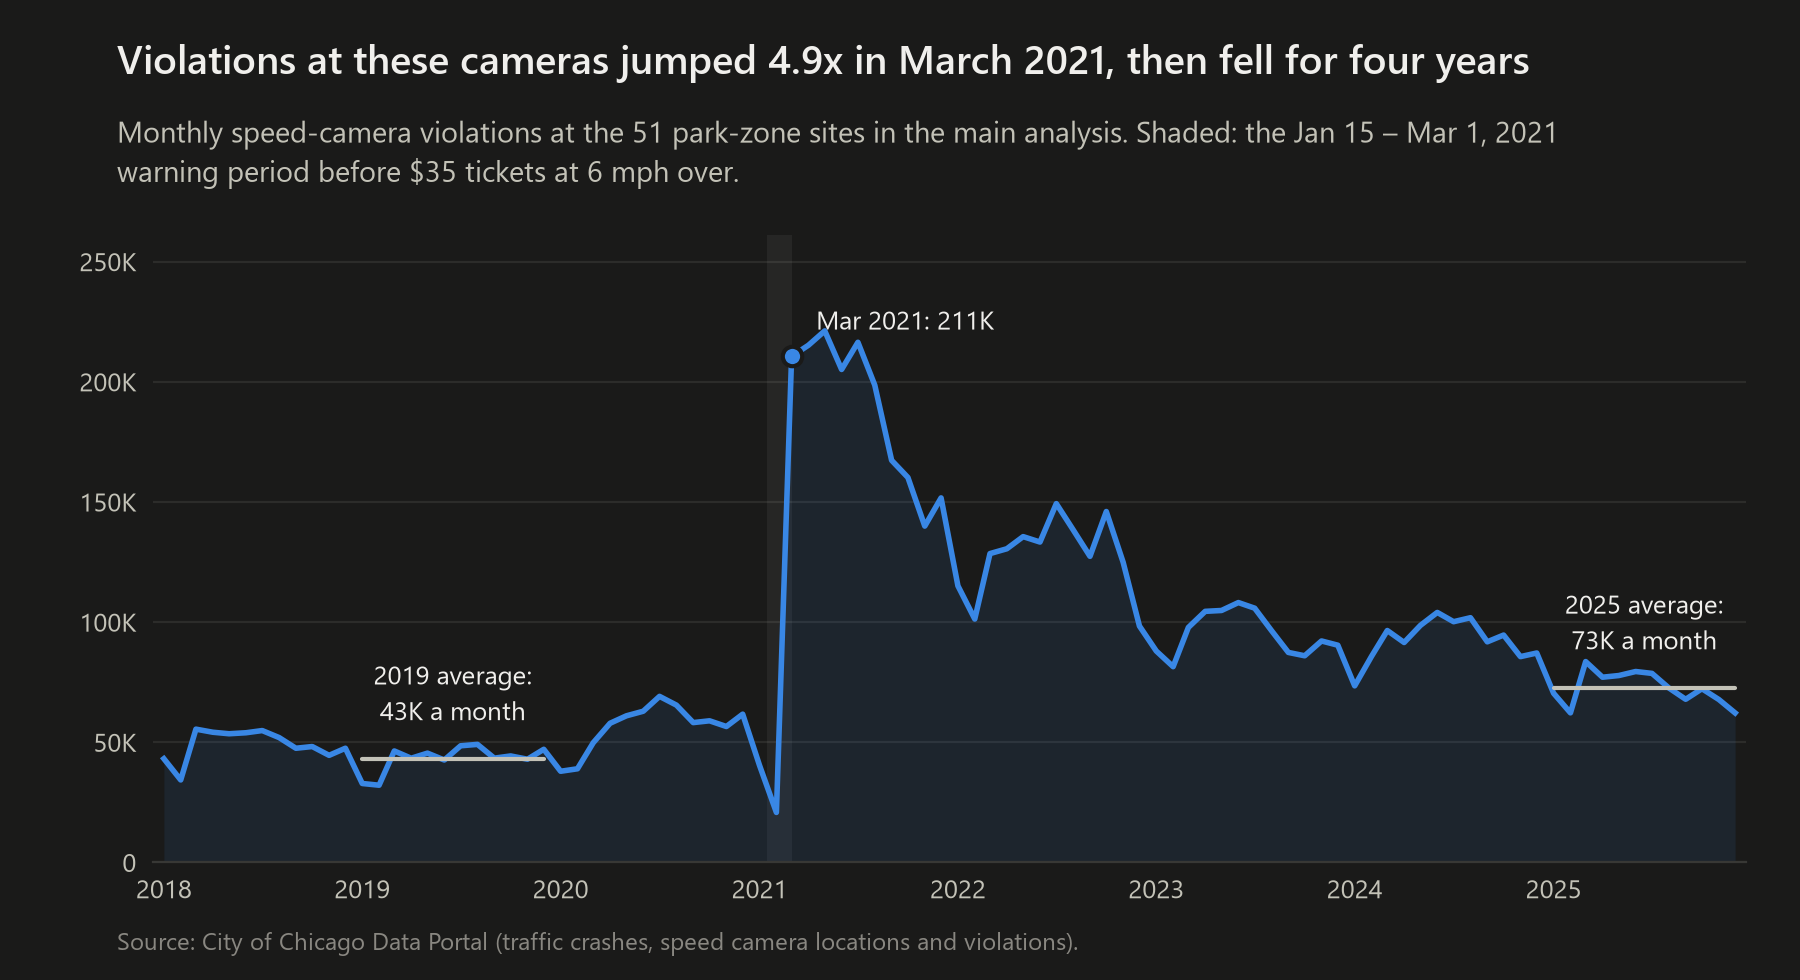 Violations at these cameras jumped 4.9x in March 2021, then fell for four years
Monthly speed-camera violations at the 51 park-zone sites in the main analysis. Shaded: the Jan 15 – Mar 1, 2021
warning period before $35 tickets at 6 mph over.
250K
200K
150K
100K
50K
0
Mar 2021: 211K
2019 average:
43K a month
2025 average:
73K a month
2018 2019 2020 2021 2022 2023 2024 2025
Source: City of Chicago Data Portal (traffic crashes, speed camera locations and violations).